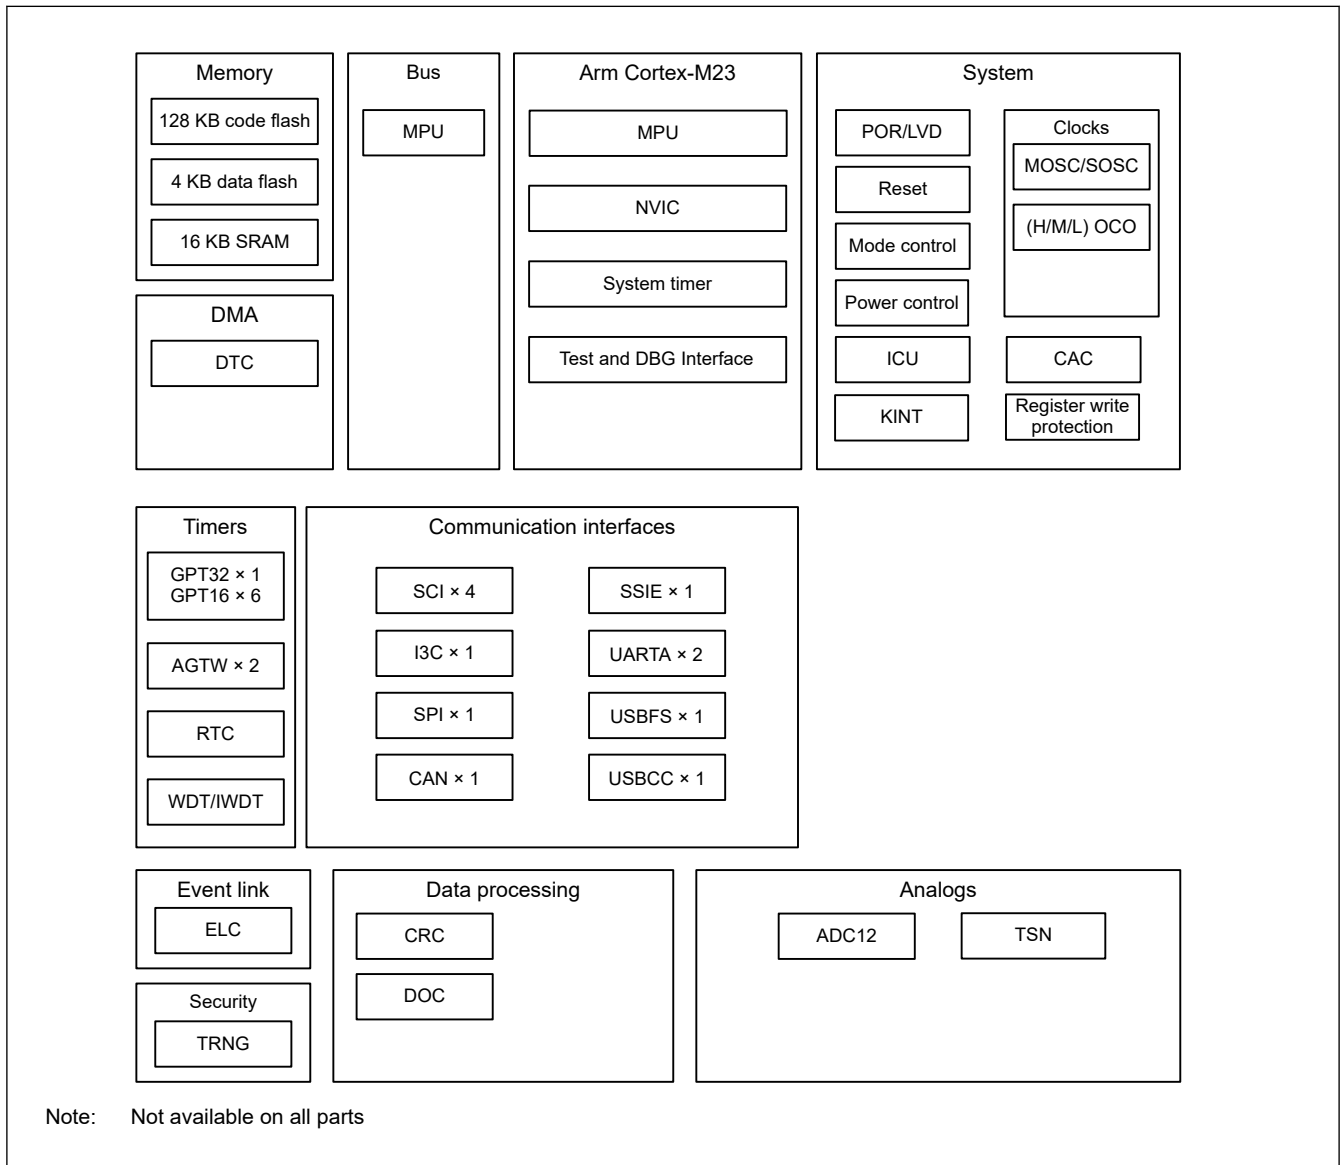 Memory
128 KB code flash
4 KB data flash
16 KB SRAM
DMA
DTC
Bus
MPU
Arm Cortex-M23
MPU
NVIC
System timer
Test and DBG Interface
System
POR/LVD
Reset
Mode control
Power control
ICU
KINT
Clocks
MOSC/SOSC
(H/M/L) OCO
CAC
Register write
protection
Timers
GPT32 × 1
GPT16 × 6
AGTW × 2
RTC
WDT/IWDT
Communication interfaces
SCI × 4
I3C × 1
SPI × 1
CAN × 1
SSIE × 1
UARTA × 2
USBFS × 1
USBCC × 1
Event link
ELC
Security
TRNG
Data processing
CRC
DOC
Analogs
ADC12
TSN
Note: Not available on all parts